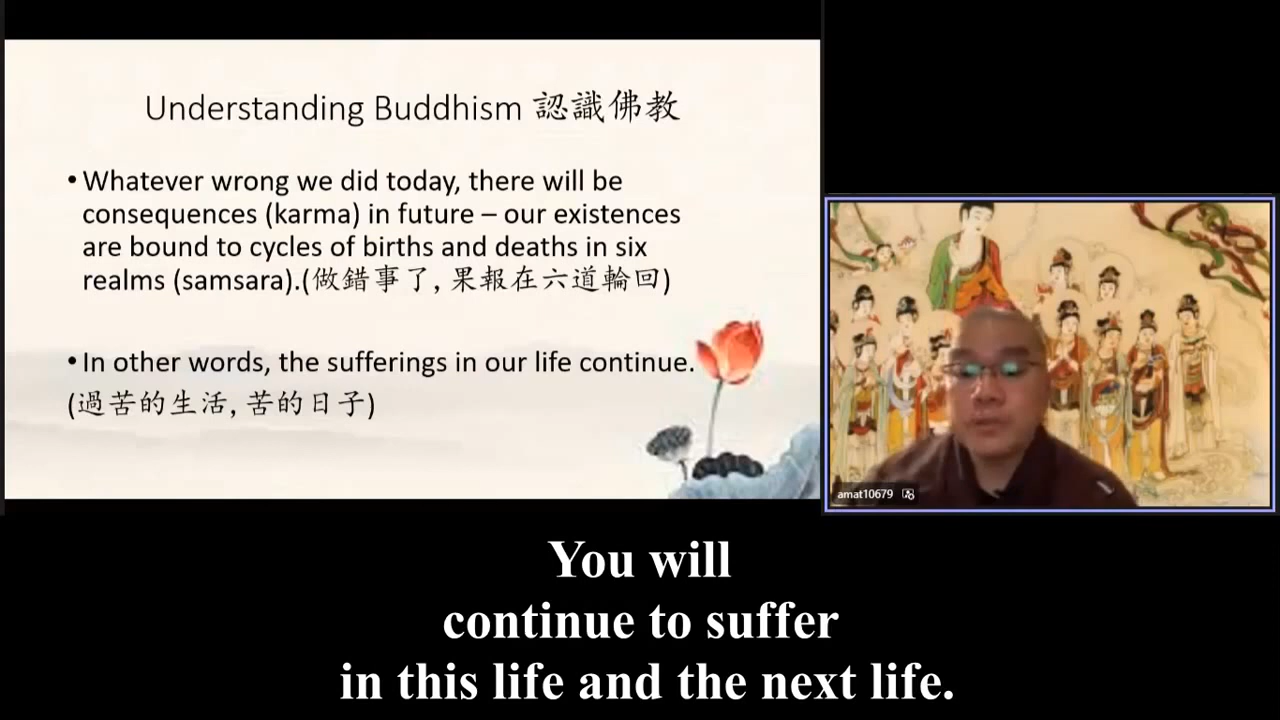 Understanding Buddhism 認識佛教
• Whatever wrong we did today, there will be
consequences (karma) in future – our existences
are bound to cycles of births and deaths in six
realms (samsara).(做錯事了, 果報在六道輪回)
• In other words, the sufferings in our life continue.
(過苦的生活, 苦的日子)
amat10679
You will
continue to suffer
in this life and the next life.